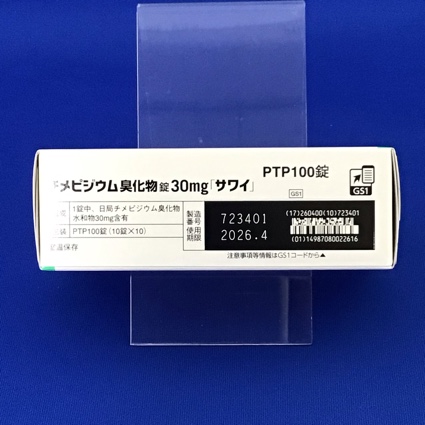 チメピジウム臭化物錠30mg「サワイ」
PTP100錠
GS1
GS1
1錠中、日局チメピジウム臭化物
水和物30mg含有
PTP100錠(10錠×10)
温保存
製造
番号
723401
使用
期限
2026.4
(17)260400(10)723401
(01)14987080022616
注意事項等情報はGS1コードから▲